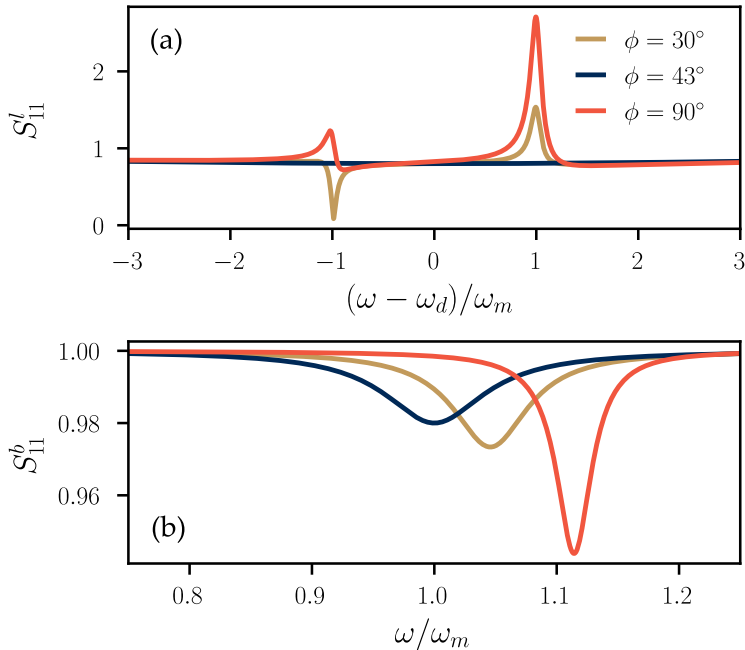 (a)
ϕ = 30°
ϕ = 43°
ϕ = 90°
2
1
0
S^l_11
−3 −2 −1 0 1 2 3
(ω − ω_d)/ω_m
1.00
0.98
0.96
S^b_11
(b)
0.8 0.9 1.0 1.1 1.2
ω/ω_m